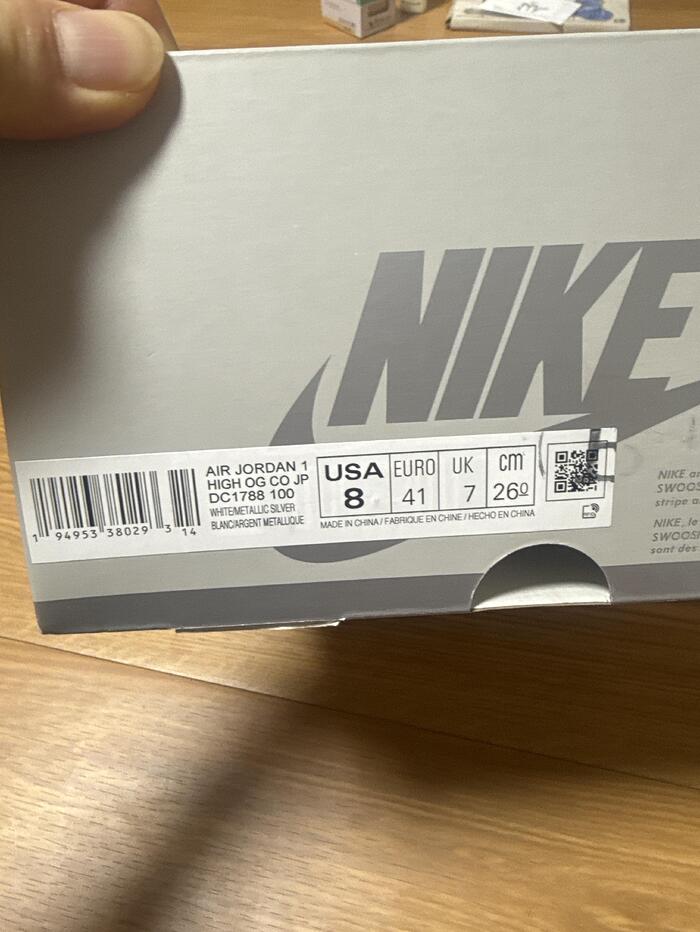 NIKE
AIR JORDAN 1
HIGH OG CO JP
DC1788 100
WHITE/METALLIC SILVER
BLANC/ARGENT METALLIQUE
1 94953 38029 3 14
USA
8
EURO
41
UK
7
cm
260
MADE IN CHINA / FABRIQUE EN CHINE / HECHO EN CHINA
NIKE
SWOOS
stripe
NIKE, le
SWOOS
sont des